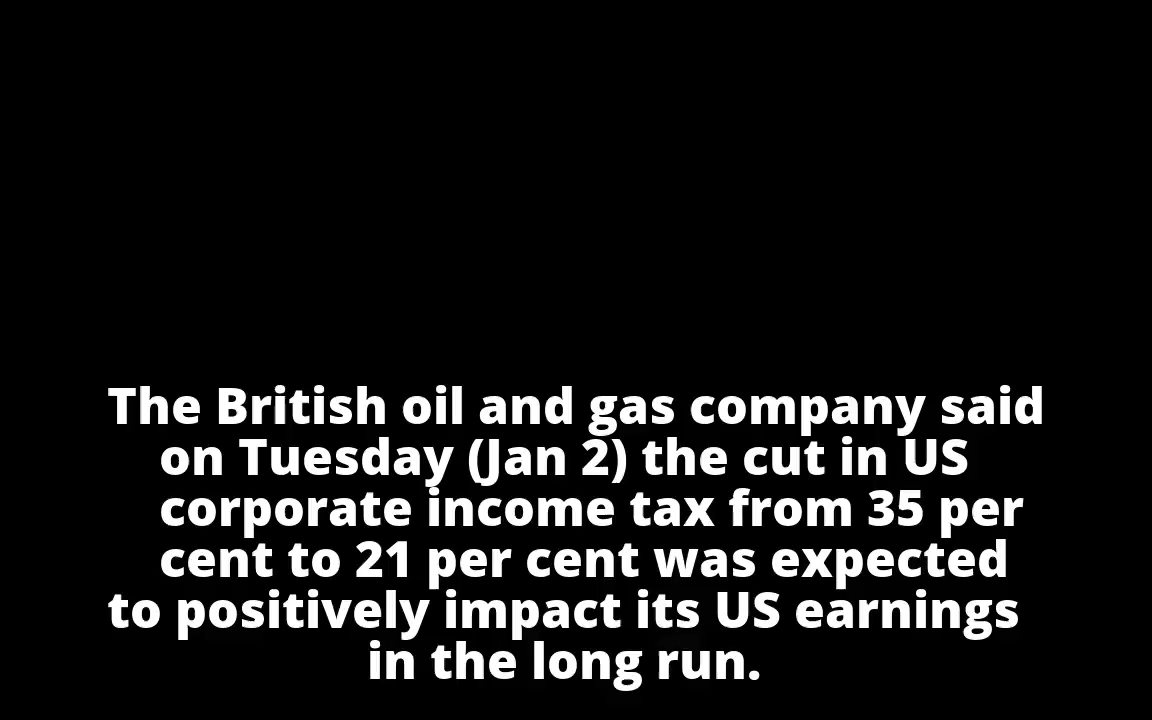 The British oil and gas company said
on Tuesday (Jan 2) the cut in US
corporate income tax from 35 per
cent to 21 per cent was expected
to positively impact its US earnings
in the long run.